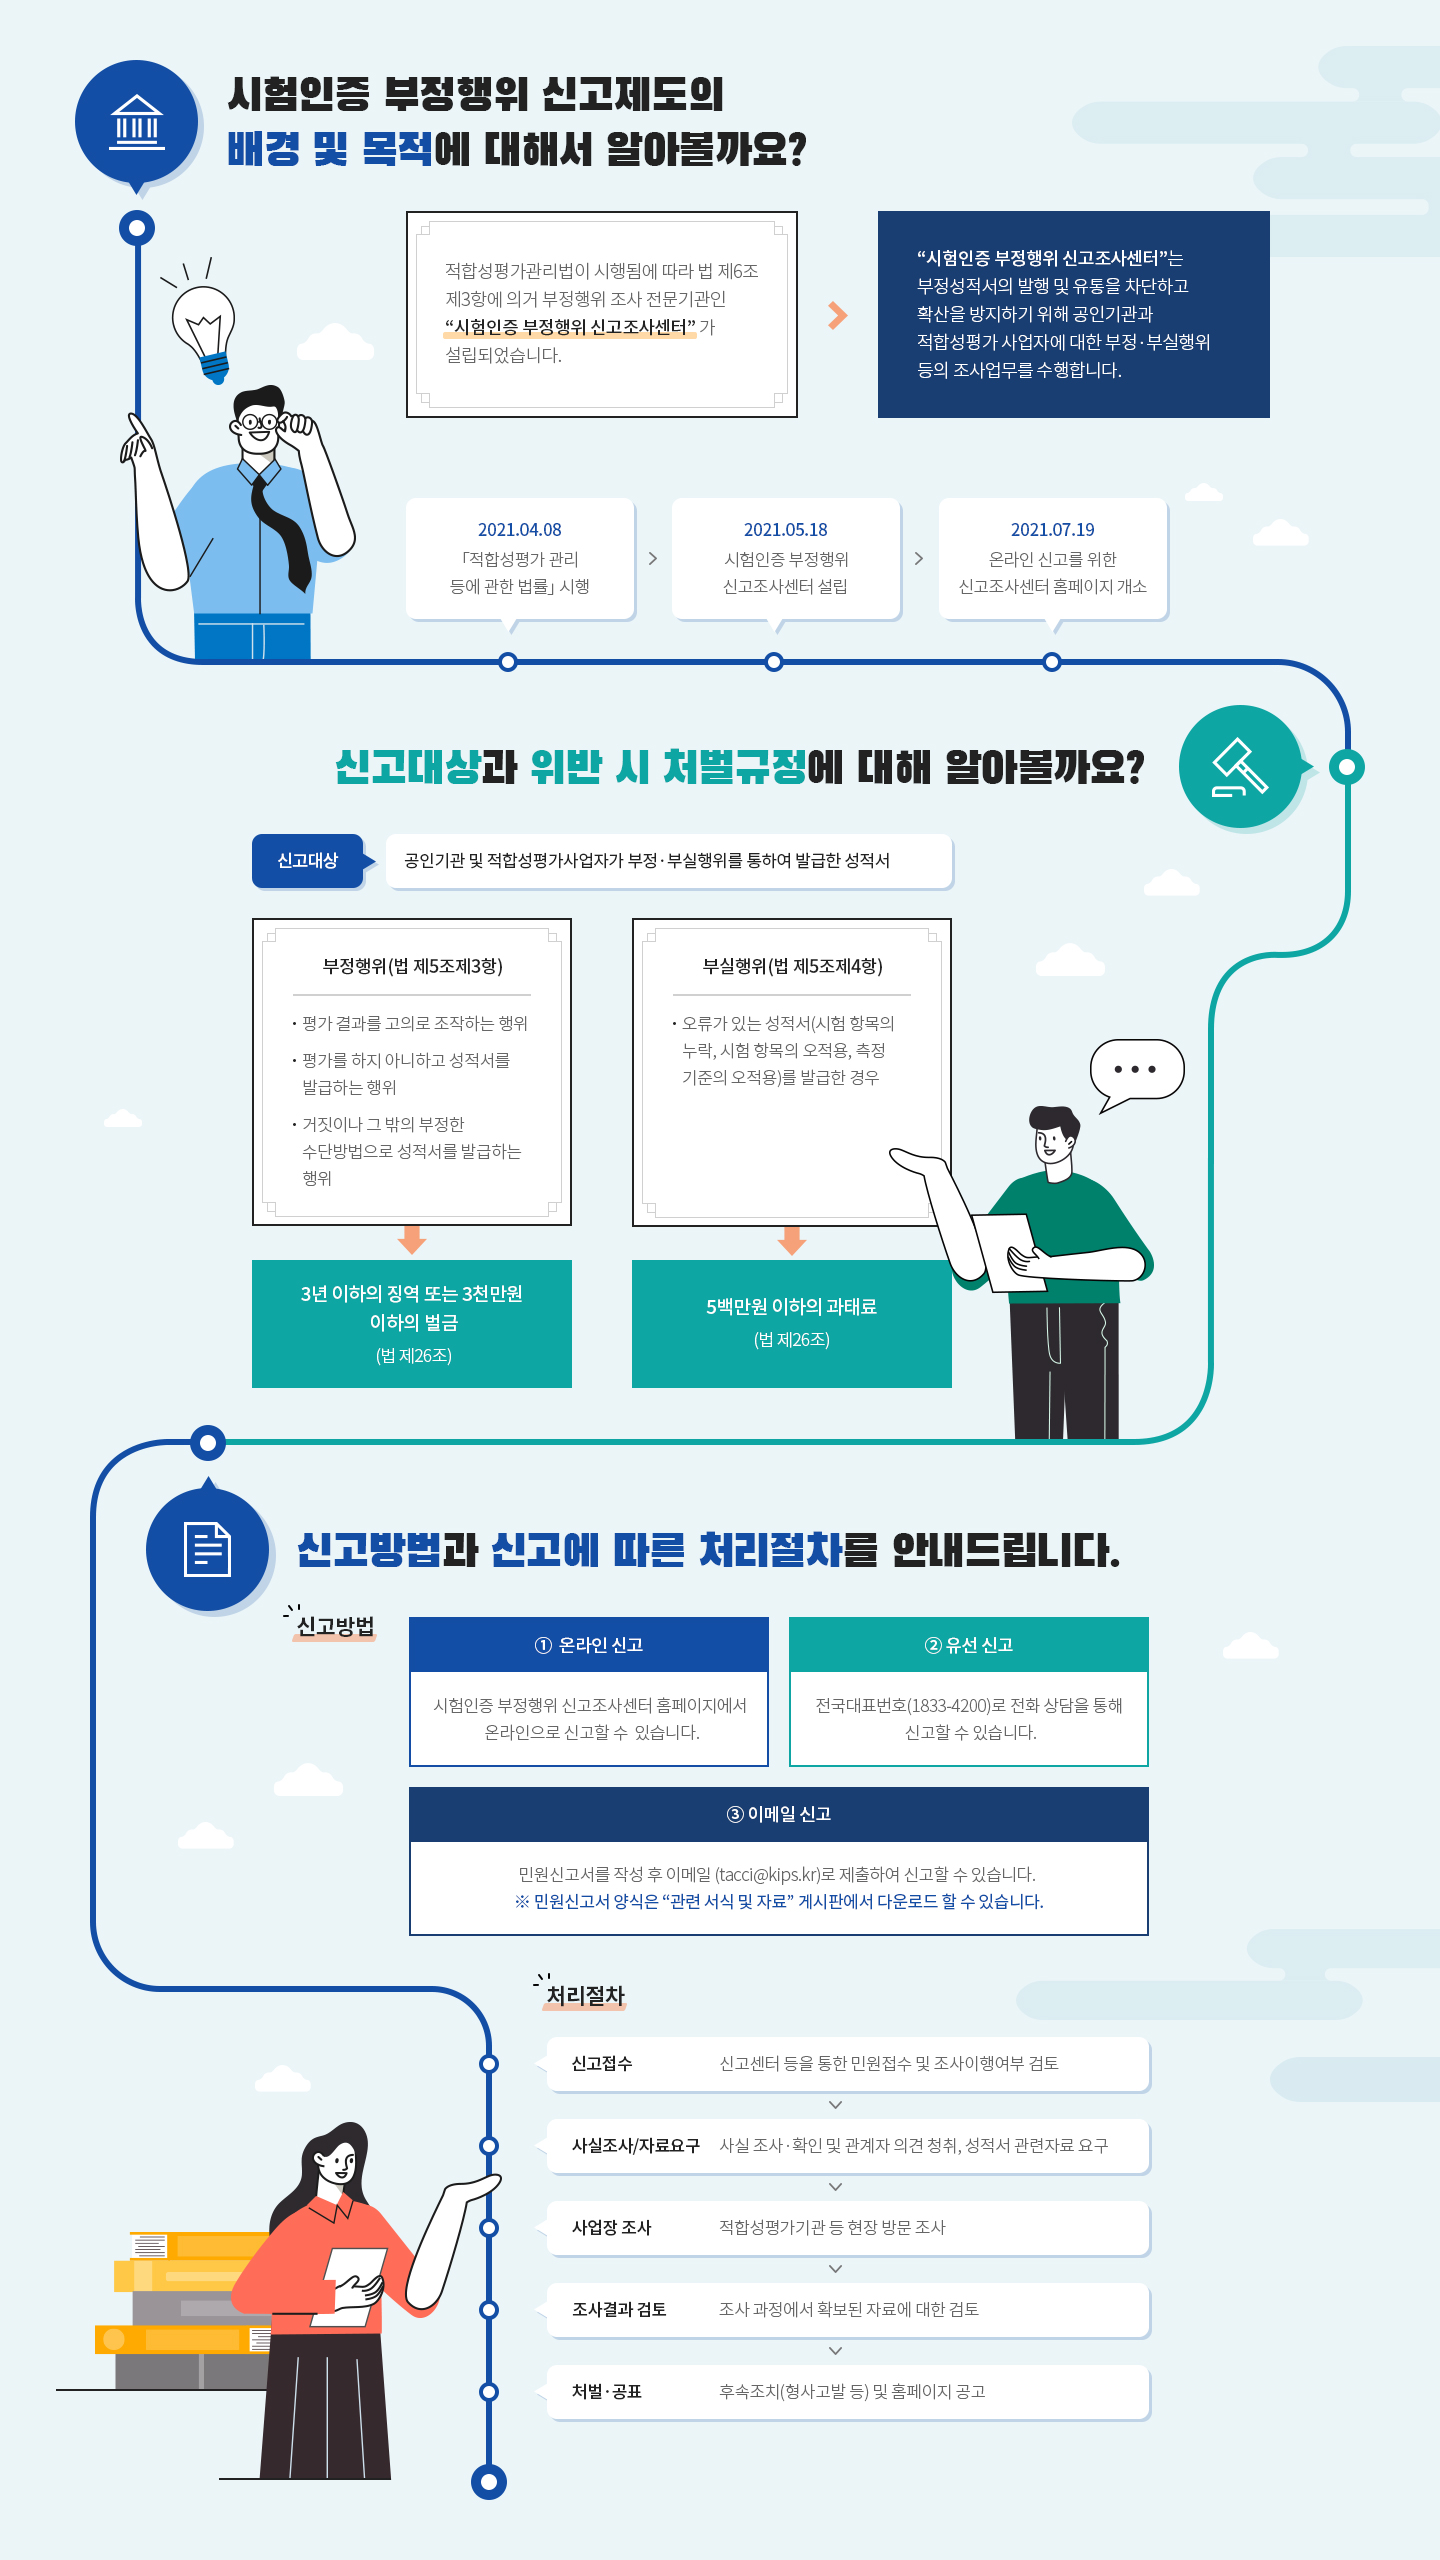 시험인증 부정행위 신고제도의
배경 및 목적에 대해서 알아볼까요?
적합성평가관리법이 시행됨에 따라 법 제6조
제3항에 의거 부정행위 조사 전문기관인
“시험인증 부정행위 신고조사센터” 가
설립되었습니다.
“시험인증 부정행위 신고조사센터”는
부정성적서의 발행 및 유통을 차단하고
확산을 방지하기 위해 공인기관과
적합성평가 사업자에 대한 부정·부실행위
등의 조사업무를 수행합니다.
2021.04.08
「적합성평가 관리
등에 관한 법률」 시행
2021.05.18
시험인증 부정행위
신고조사센터 설립
2021.07.19
온라인 신고를 위한
신고조사센터 홈페이지 개소
신고대상과 위반 시 처벌규정에 대해 알아볼까요?
신고대상
공인기관 및 적합성평가사업자가 부정·부실행위를 통하여 발급한 성적서
부정행위(법 제5조제3항)
· 평가 결과를 고의로 조작하는 행위
· 평가를 하지 아니하고 성적서를
발급하는 행위
· 거짓이나 그 밖의 부정한
수단방법으로 성적서를 발급하는
행위
3년 이하의 징역 또는 3천만원
이하의 벌금
(법 제26조)
부실행위(법 제5조제4항)
· 오류가 있는 성적서(시험 항목의
누락, 시험 항목의 오적용, 측정
기준의 오적용)를 발급한 경우
5백만원 이하의 과태료
(법 제26조)
신고방법과 신고에 따른 처리절차를 안내드립니다.
신고방법
① 온라인 신고
시험인증 부정행위 신고조사센터 홈페이지에서
온라인으로 신고할 수 있습니다.
② 유선 신고
전국대표번호(1833-4200)로 전화 상담을 통해
신고할 수 있습니다.
③ 이메일 신고
민원신고서를 작성 후 이메일 (tacci@kips.kr)로 제출하여 신고할 수 있습니다.
※ 민원신고서 양식은 “관련 서식 및 자료” 게시판에서 다운로드 할 수 있습니다.
처리절차
신고접수 신고센터 등을 통한 민원접수 및 조사이행여부 검토
사실조사/자료요구 사실 조사·확인 및 관계자 의견 청취, 성적서 관련자료 요구
사업장 조사 적합성평가기관 등 현장 방문 조사
조사결과 검토 조사 과정에서 확보된 자료에 대한 검토
처벌·공표 후속조치(형사고발 등) 및 홈페이지 공고